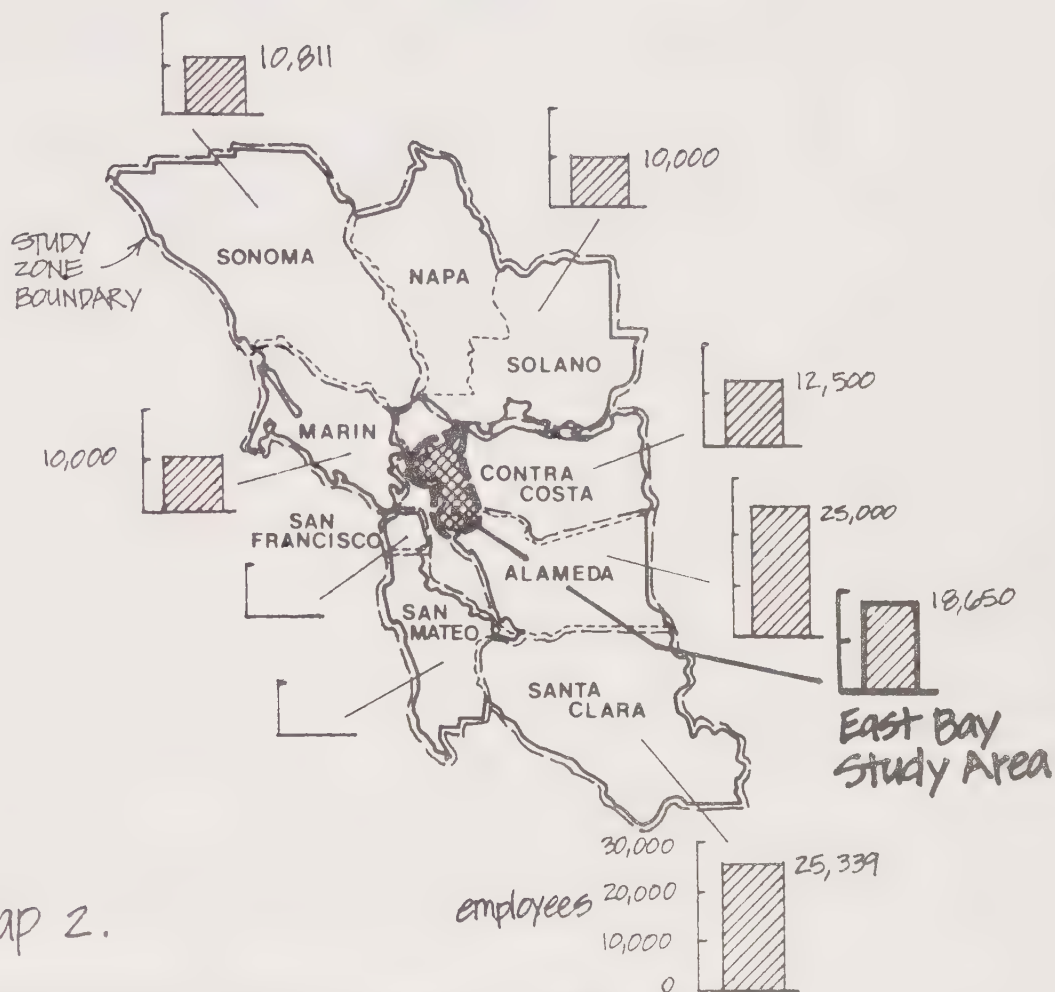 10,811
10,000
STUDY
ZONE
BOUNDARY
SONOMA
NAPA
SOLANO
12,500
MARIN
10,000
CONTRA
COSTA
25,000
SAN
FRANCISCO
ALAMEDA
18,650
SAN
MATEO
SANTA
CLARA
East Bay
Study Area
30,000
25,339
employees 20,000
10,000
0
ap 2.